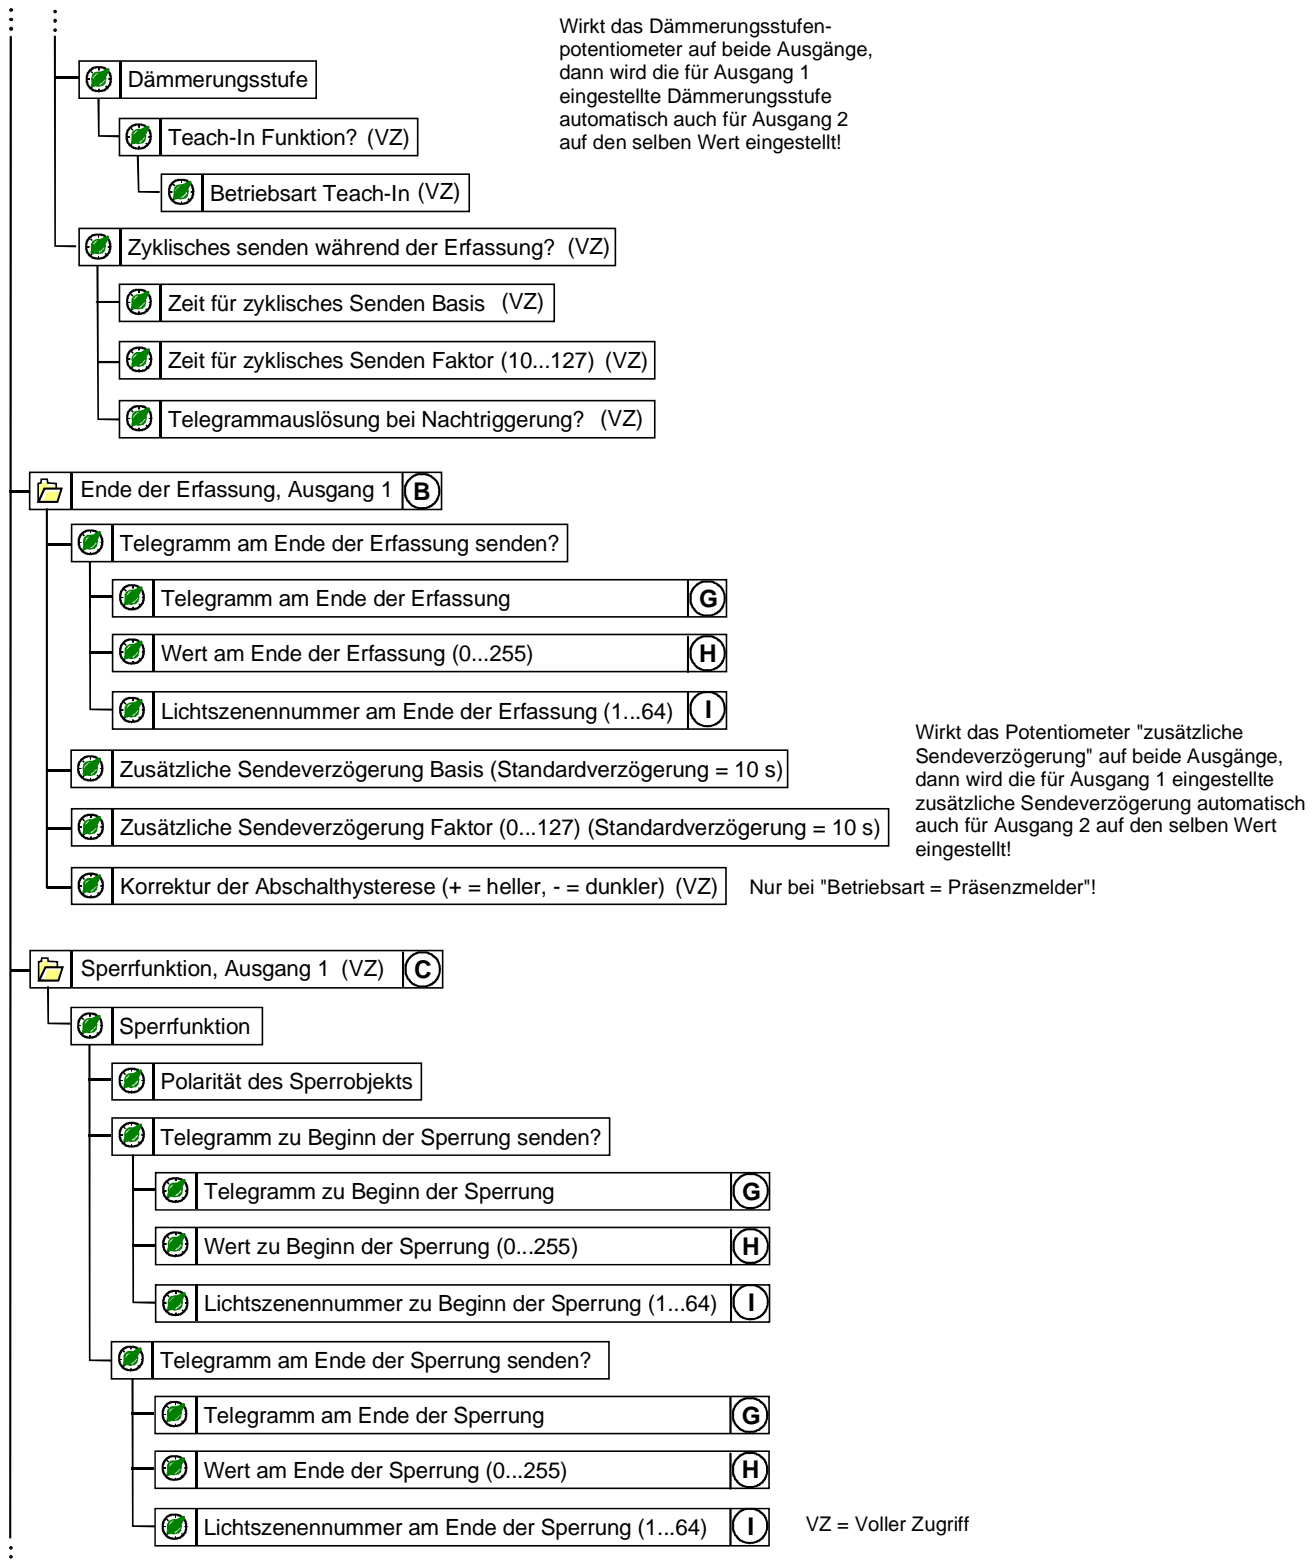 Wirkt das Dämmerungsstufen-
potentiometer auf beide Ausgänge,
dann wird die für Ausgang 1
eingestellte Dämmerungsstufe
automatisch auch für Ausgang 2
auf den selben Wert eingestellt!
Dämmerungsstufe
Teach-In Funktion? (VZ)
Betriebsart Teach-In (VZ)
Zyklisches senden während der Erfassung? (VZ)
Zeit für zyklisches Senden Basis (VZ)
Zeit für zyklisches Senden Faktor (10...127) (VZ)
Telegrammauslösung bei Nachtriggerung? (VZ)
Ende der Erfassung, Ausgang 1 B
Telegramm am Ende der Erfassung senden?
Telegramm am Ende der Erfassung G
Wert am Ende der Erfassung (0...255) H
Lichtszenennummer am Ende der Erfassung (1...64) I
Wirkt das Potentiometer "zusätzliche
Sendeverzögerung" auf beide Ausgänge,
dann wird die für Ausgang 1 eingestellte
zusätzliche Sendeverzögerung automatisch
auch für Ausgang 2 auf den selben Wert
eingestellt!
Zusätzliche Sendeverzögerung Basis (Standardverzögerung = 10 s)
Zusätzliche Sendeverzögerung Faktor (0...127) (Standardverzögerung = 10 s)
Korrektur der Abschalthysterese (+ = heller, - = dunkler) (VZ) Nur bei "Betriebsart = Präsenzmelder"!
Sperrfunktion, Ausgang 1 (VZ) C
Sperrfunktion
Polarität des Sperrobjekts
Telegramm zu Beginn der Sperrung senden?
Telegramm zu Beginn der Sperrung G
Wert zu Beginn der Sperrung (0...255) H
Lichtszenennummer zu Beginn der Sperrung (1...64) I
Telegramm am Ende der Sperrung senden?
Telegramm am Ende der Sperrung G
Wert am Ende der Sperrung (0...255) H
Lichtszenennummer am Ende der Sperrung (1...64) I VZ = Voller Zugriff